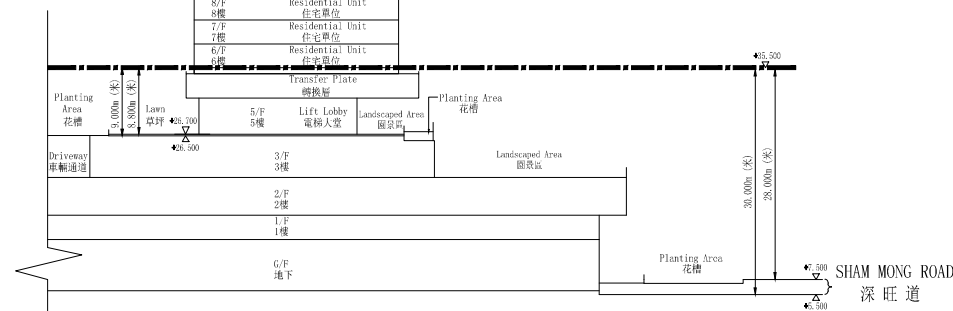 8/F Residential Unit
8樓 住宅單位
7/F Residential Unit
7樓 住宅單位
6/F Residential Unit
6樓 住宅單位
+35.500
Transfer Plate
轉換層
Planting
Area
花槽
9.000m (米)
8.800m (米)
Lawn
草坪
+26.700
+26.500
5/F Lift Lobby
5樓 電梯大堂
Landscaped Area
園景區
Planting Area
花槽
Driveway
車輛通道
3/F
3樓
Landscaped Area
園景區
30.000m (米)
28.000m (米)
2/F
2樓
1/F
1樓
G/F
地下
Planting Area
花槽
+7.500
+5.500
SHAM MONG ROAD
深旺道